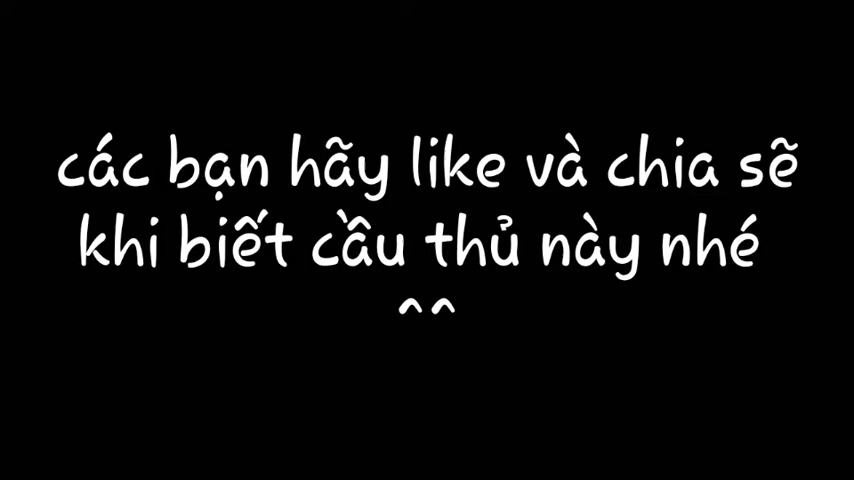 các bạn hãy like và chia sẽ
khi biết cầu thủ này nhé
^^